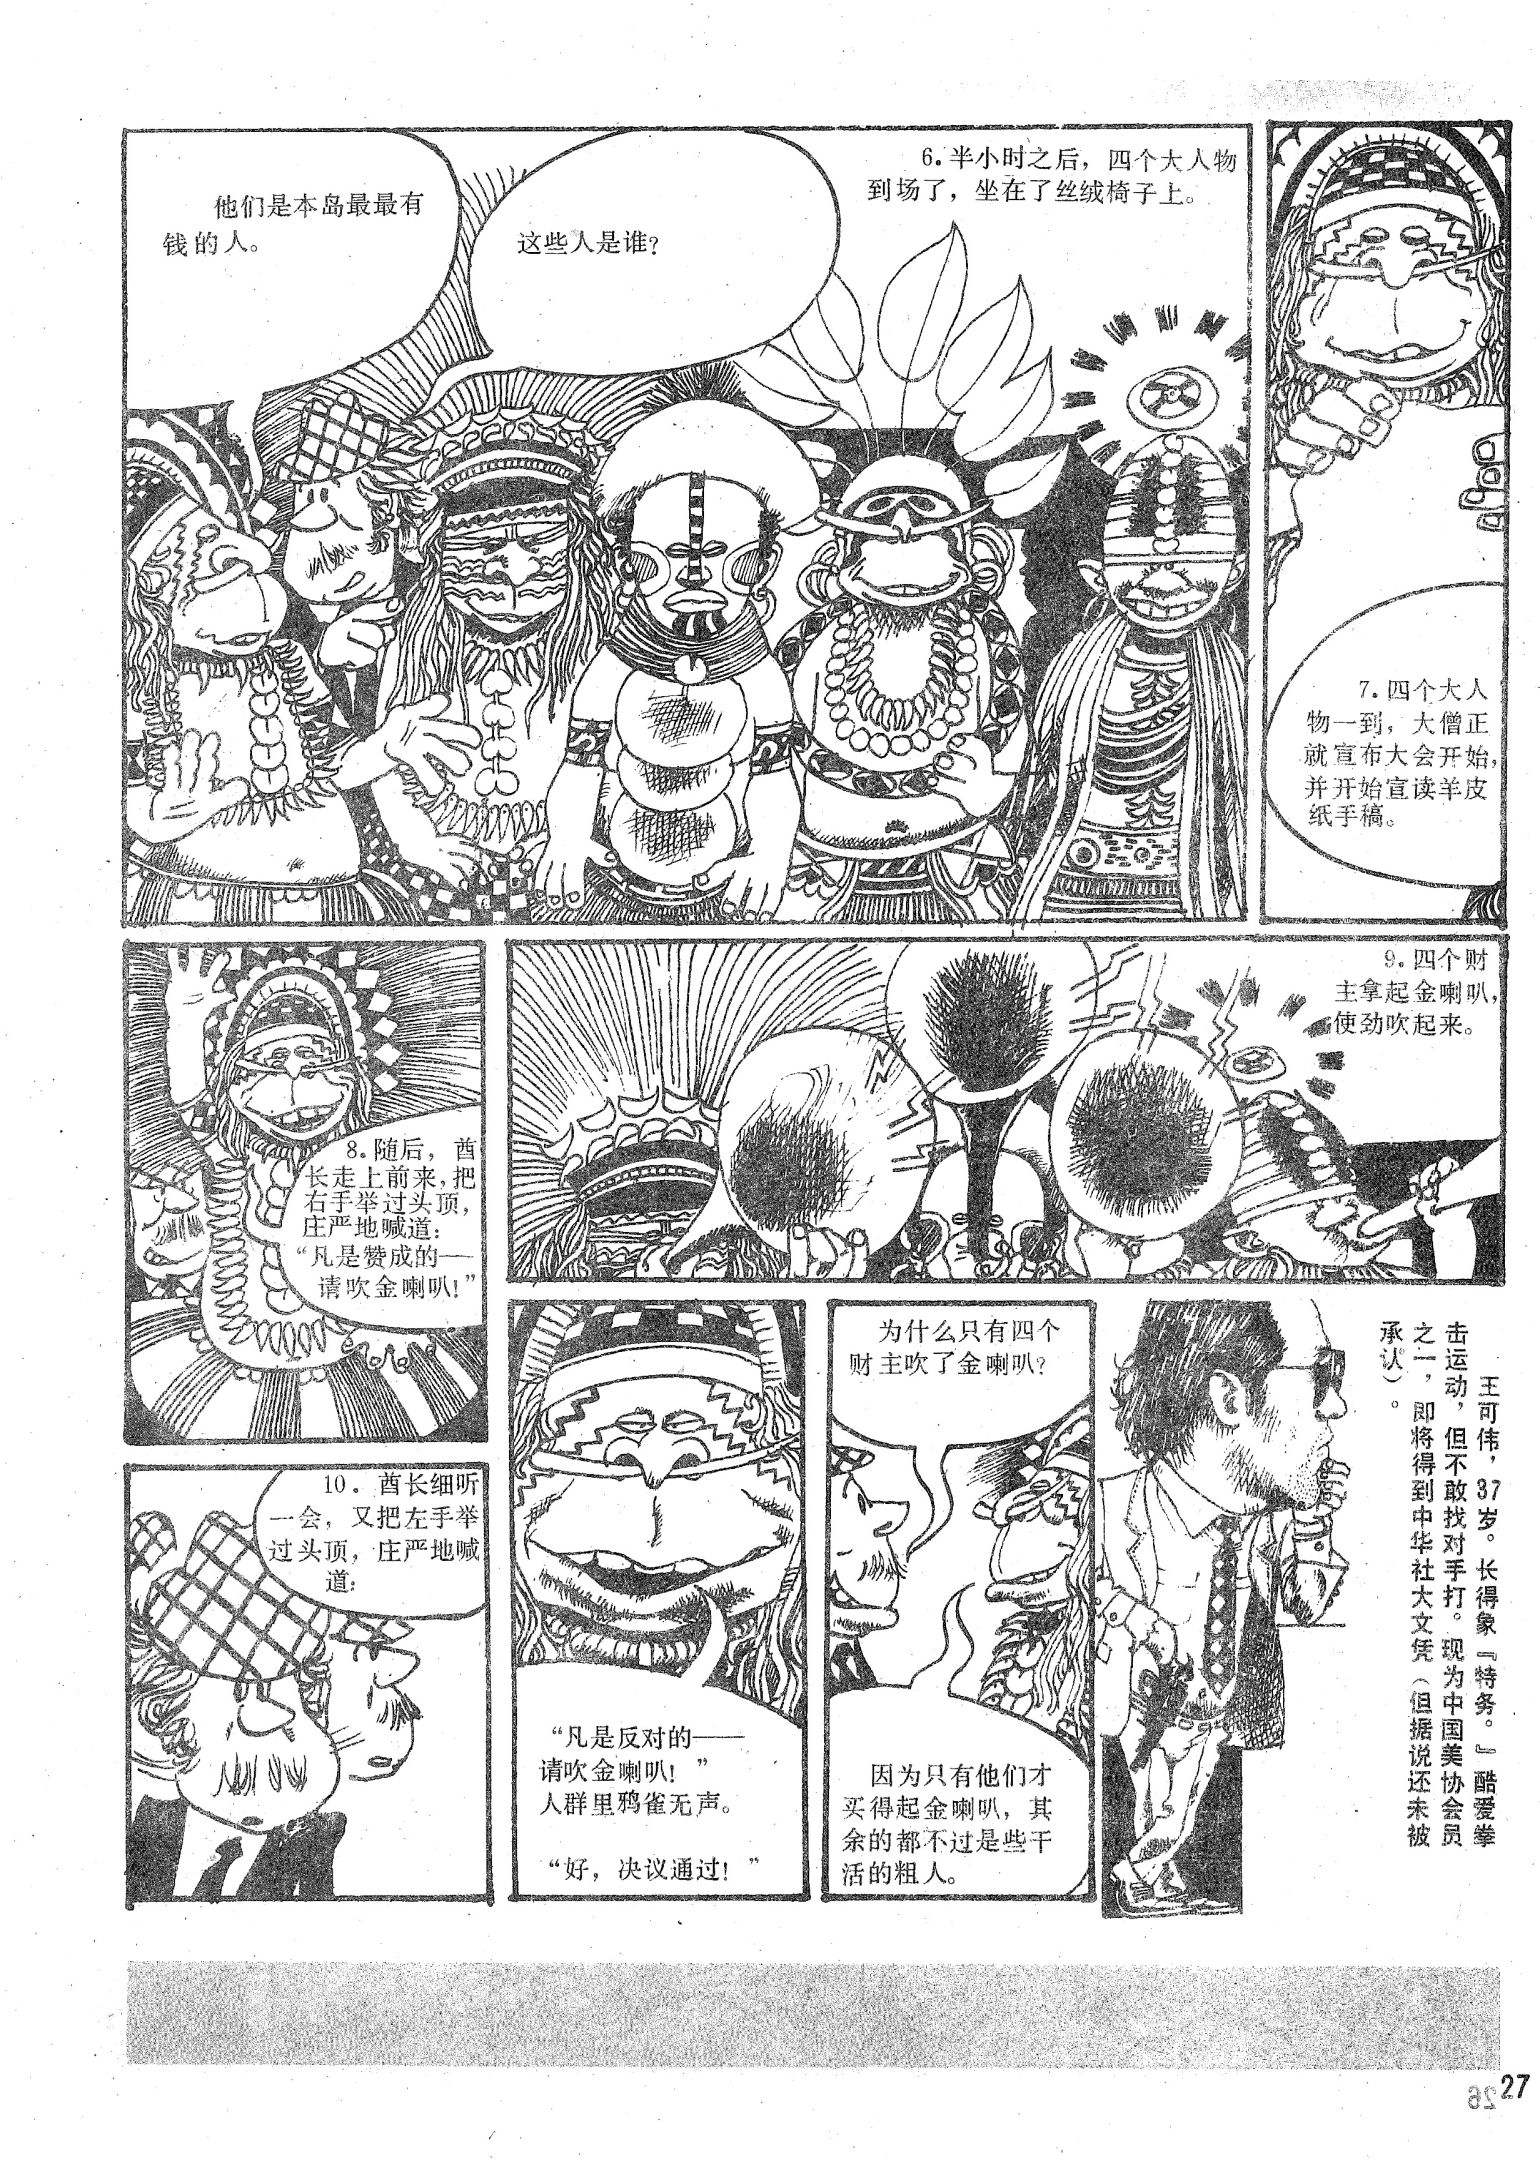 6.半小时之后，四个大人物
到场了，坐在了丝绒椅子上。
这些人是谁？
他们是本岛最最有
钱的人。
7.四个大人
物一到，大僧正
就宣布大会开始，
并开始宣读羊皮
纸手稿。
8.随后，酋
长走上前来，把
右手举过头顶，
庄严地喊道：
“凡是赞成的——
请吹金喇叭！”
9.四个财
主拿起金喇叭，
使劲吹起来。
10.酋长细听
一会，又把左手举
过头顶，庄严地喊
道：
“凡是反对的——
请吹金喇叭！”
人群里鸦雀无声。
“好，决议通过！”
为什么只有四个
财主吹了金喇叭？
因为只有他们才
买得起金喇叭，其
余的都不过是些干
活的粗人。
王可伟，37岁。长得象『特务。』酷爱拳
击运动，但不敢找对手打。现为中国美协会员
之一，即将得到中华社大文凭（但据说还未被
承认）。
27
26